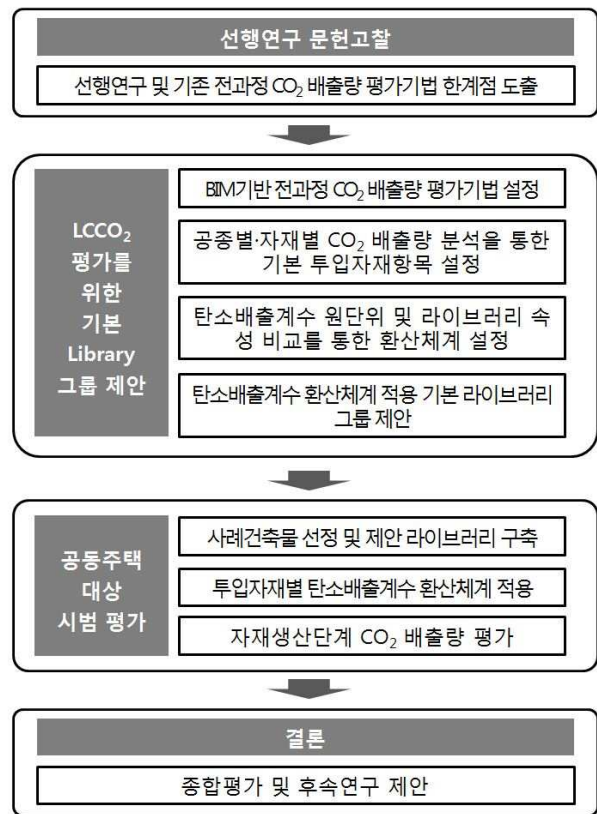 선행연구 문헌고찰
선행연구 및 기존 전과정 CO₂ 배출량 평가기법 한계점 도출
LCCO₂
평가를
위한
기본
Library
그룹 제안
BIM기반 전과정 CO₂ 배출량 평가기법 설정
공종별·자재별 CO₂ 배출량 분석을 통한
기본 투입자재항목 설정
탄소배출계수 원단위 및 라이브러리 속
성 비교를 통한 환산체계 설정
탄소배출계수 환산체계 적용 기본 라이브러리
그룹 제안
공동주택
대상
시범 평가
사례건축물 선정 및 제안 라이브러리 구축
투입자재별 탄소배출계수 환산체계 적용
자재생산단계 CO₂ 배출량 평가
결론
종합평가 및 후속연구 제안